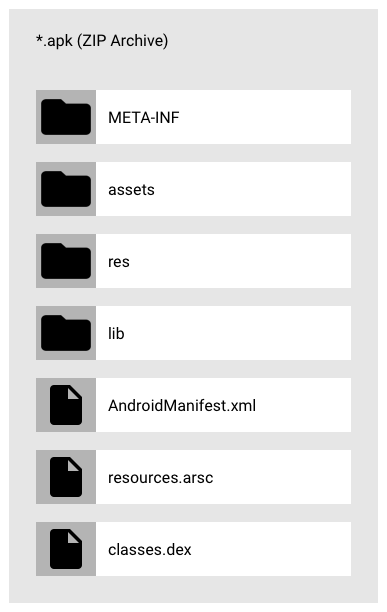 *.apk (ZIP Archive)
META-INF
assets
res
lib
AndroidManifest.xml
resources.arsc
classes.dex